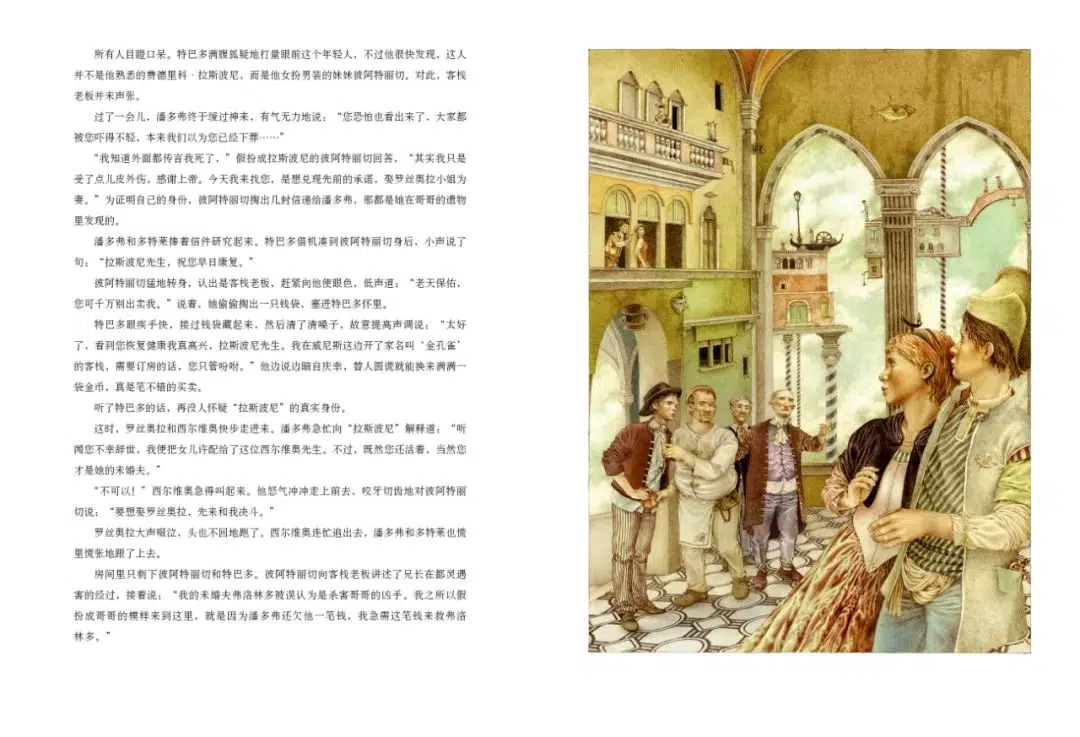 所有人目瞪口呆。特巴多满腹狐疑地打量眼前这个年轻人，不过他很快发现，这人
并不是他熟悉的费德里科·拉斯波尼，而是他女扮男装的妹妹彼阿特丽切。对此，客栈
老板并未声张。
过了一会儿，潘多弗终于缓过神来，有气无力地说：“您恐怕也看出来了，大家都
被您吓得不轻，本来我们以为您已经下葬……”
“我知道外面都传言我死了，”假扮成拉斯波尼的彼阿特丽切回答，“其实我只是
受了点儿皮外伤，感谢上帝。今天我来找您，是想兑现先前的承诺，娶罗丝奥拉小姐为
妻。”为证明自己的身份，彼阿特丽切掏出几封信递给潘多弗，那都是她在哥哥的遗物
里发现的。
潘多弗和多特莱捧着信件研究起来。特巴多借机凑到彼阿特丽切身后，小声说了
句：“拉斯波尼先生，祝您早日康复。”
彼阿特丽切猛地转身，认出是客栈老板，赶紧向他使眼色，低声道：“老天保佑，
您可千万别出卖我。”说着，她偷偷掏出一只钱袋，塞进特巴多怀里。
特巴多眼疾手快，接过钱袋藏起来，然后清了清嗓子，故意提高声调说：“太好
了，看到您恢复健康我真高兴，拉斯波尼先生。我在威尼斯这边开了家名叫‘金孔雀’
的客栈，需要订房的话，您只管吩咐。”他边说边暗自庆幸，替人圆谎就能换来满满一
袋金币，真是笔不错的买卖。
听了特巴多的话，再没人怀疑“拉斯波尼”的真实身份。
这时，罗丝奥拉和西尔维奥快步走进来。潘多弗急忙向“拉斯波尼”解释道：“听
闻您不幸辞世，我便把女儿许配给了这位西尔维奥先生。不过，既然您还活着，当然您
才是她的未婚夫。”
“不可以！”西尔维奥急得叫起来。他怒气冲冲走上前去，咬牙切齿地对彼阿特丽
切说：“要想娶罗丝奥拉，先来和我决斗。”
罗丝奥拉大声啜泣，头也不回地跑了。西尔维奥连忙追出去，潘多弗和多特莱也慌
里慌张地跟了上去。
房间里只剩下彼阿特丽切和特巴多。彼阿特丽切向客栈老板讲述了兄长在都灵遇
害的经过，接着说：“我的未婚夫弗洛林多被误认为是杀害哥哥的凶手。我之所以假
扮成哥哥的模样来到这里，就是因为潘多弗还欠他一笔钱，我急需这笔钱来救弗洛
林多。”